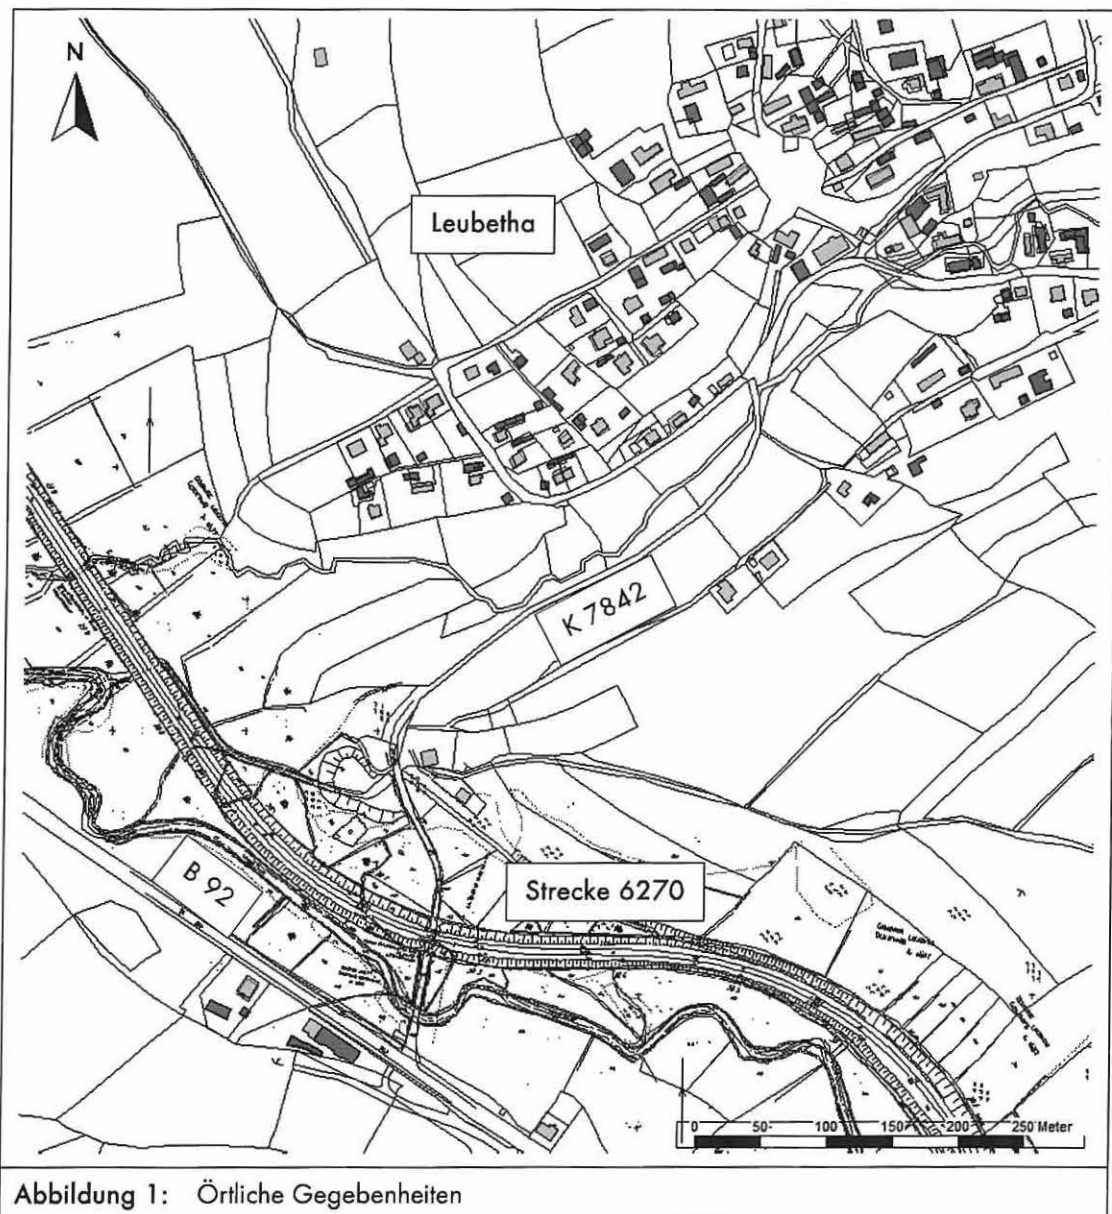 N
Leubetha
K 7842
B 92
Strecke 6270
0 50 100 150 200 250 Meter
Abbildung 1: Örtliche Gegebenheiten